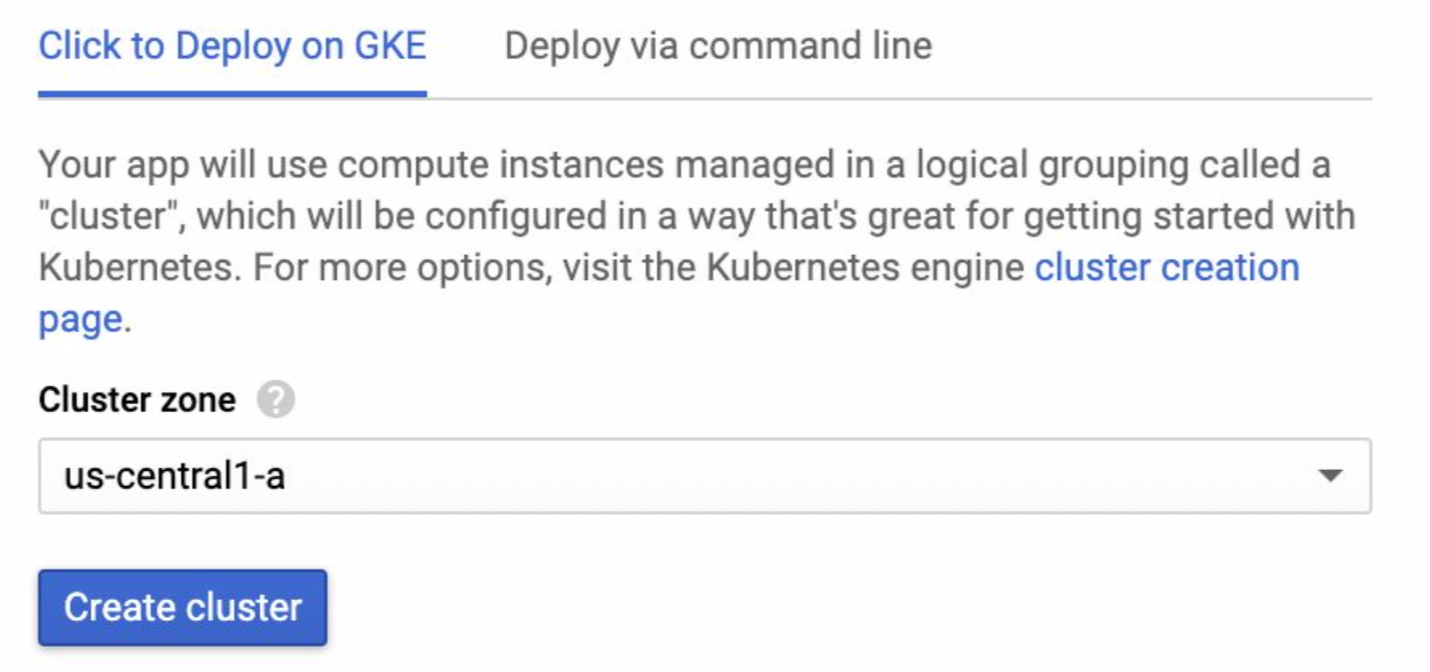 Click to Deploy on GKE    Deploy via command line
Your app will use compute instances managed in a logical grouping called a
"cluster", which will be configured in a way that's great for getting started with
Kubernetes. For more options, visit the Kubernetes engine cluster creation
page.
Cluster zone ?
us-central1-a
Create cluster